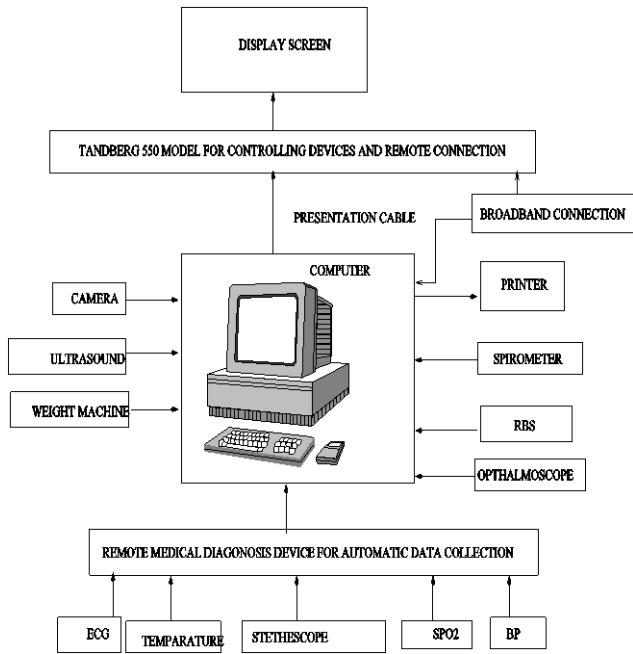 DISPLAY SCREEN
TANDBERG 550 MODEL FOR CONTROLLING DEVICES AND REMOTE CONNECTION
PRESENTATION CABLE
BROADBAND CONNECTION
COMPUTER
CAMERA
PRINTER
ULTRASOUND
SPIROMETER
WEIGHT MACHINE
RBS
OPTHALMOSCOPE
REMOTE MEDICAL DIAGONOSIS DEVICE FOR AUTOMATIC DATA COLLECTION
ECG
TEMPARATURE
STETHESCOPE
SPO2
BP